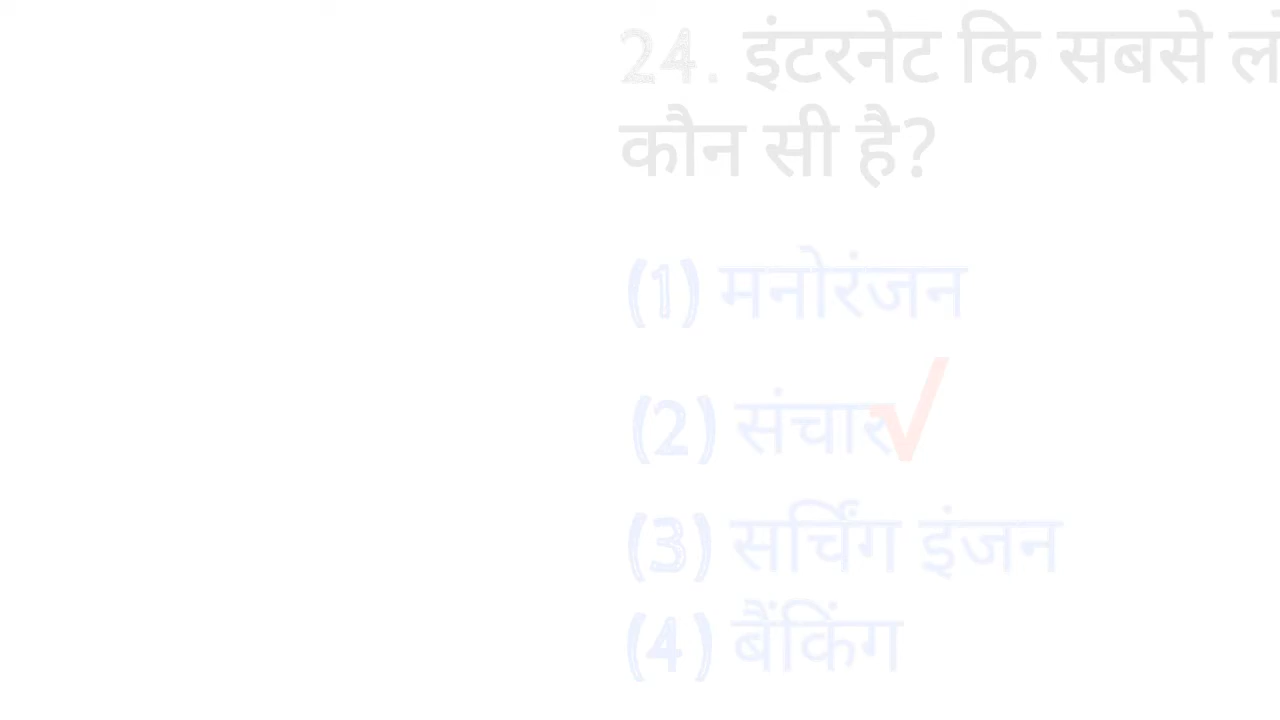 24. इंटरनेट कि सबसे
कौन सी है?
(1) मनोरंजन
(2) संचार√
(3) सर्चिंग इंजन
(4) बैंकिंग